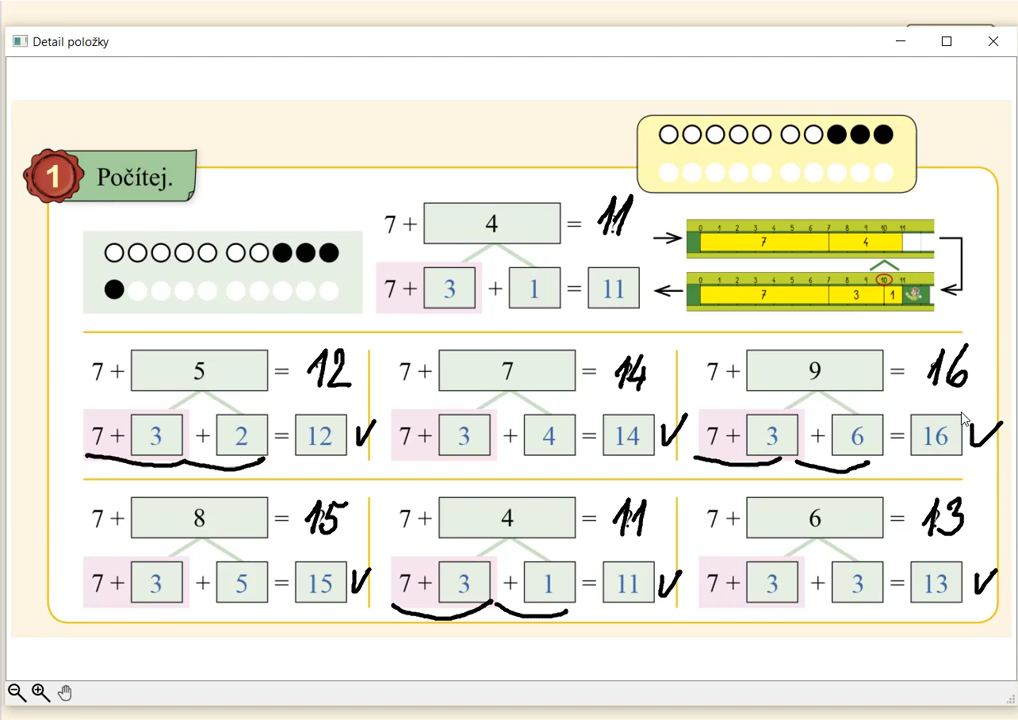 Detail položky
1 Počítej.
7 + 4 = 11
7 + 3 + 1 = 11
0 1 2 3 4 5 6 7 8 9 10 11
7 4
0 1 2 3 4 5 6 7 8 9 10 11
7 3 1
7 + 5 = 12
7 + 7 = 14
7 + 9 = 16
7 + 3 + 2 = 12
7 + 3 + 4 = 14
7 + 3 + 6 = 16
7 + 8 = 15
7 + 4 = 11
7 + 6 = 13
7 + 3 + 5 = 15
7 + 3 + 1 = 11
7 + 3 + 3 = 13